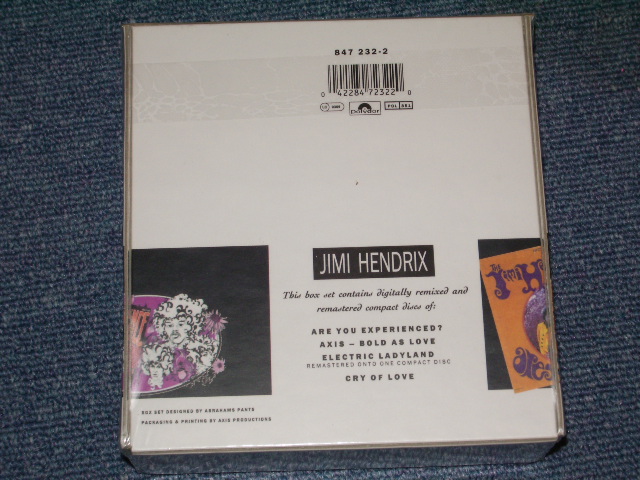 847 232-2
0 42284 72322 0
polydor
JIMI HENDRIX
This box set contains digitally remixed and
remastered compact discs of:
ARE YOU EXPERIENCED?
AXIS – BOLD AS LOVE
ELECTRIC LADYLAND
REMASTERED ONTO ONE COMPACT DISC
CRY OF LOVE
BOX SET DESIGNED BY ABRAHAMS PANTS
PACKAGING & PRINTING BY AXIS PRODUCTIONS